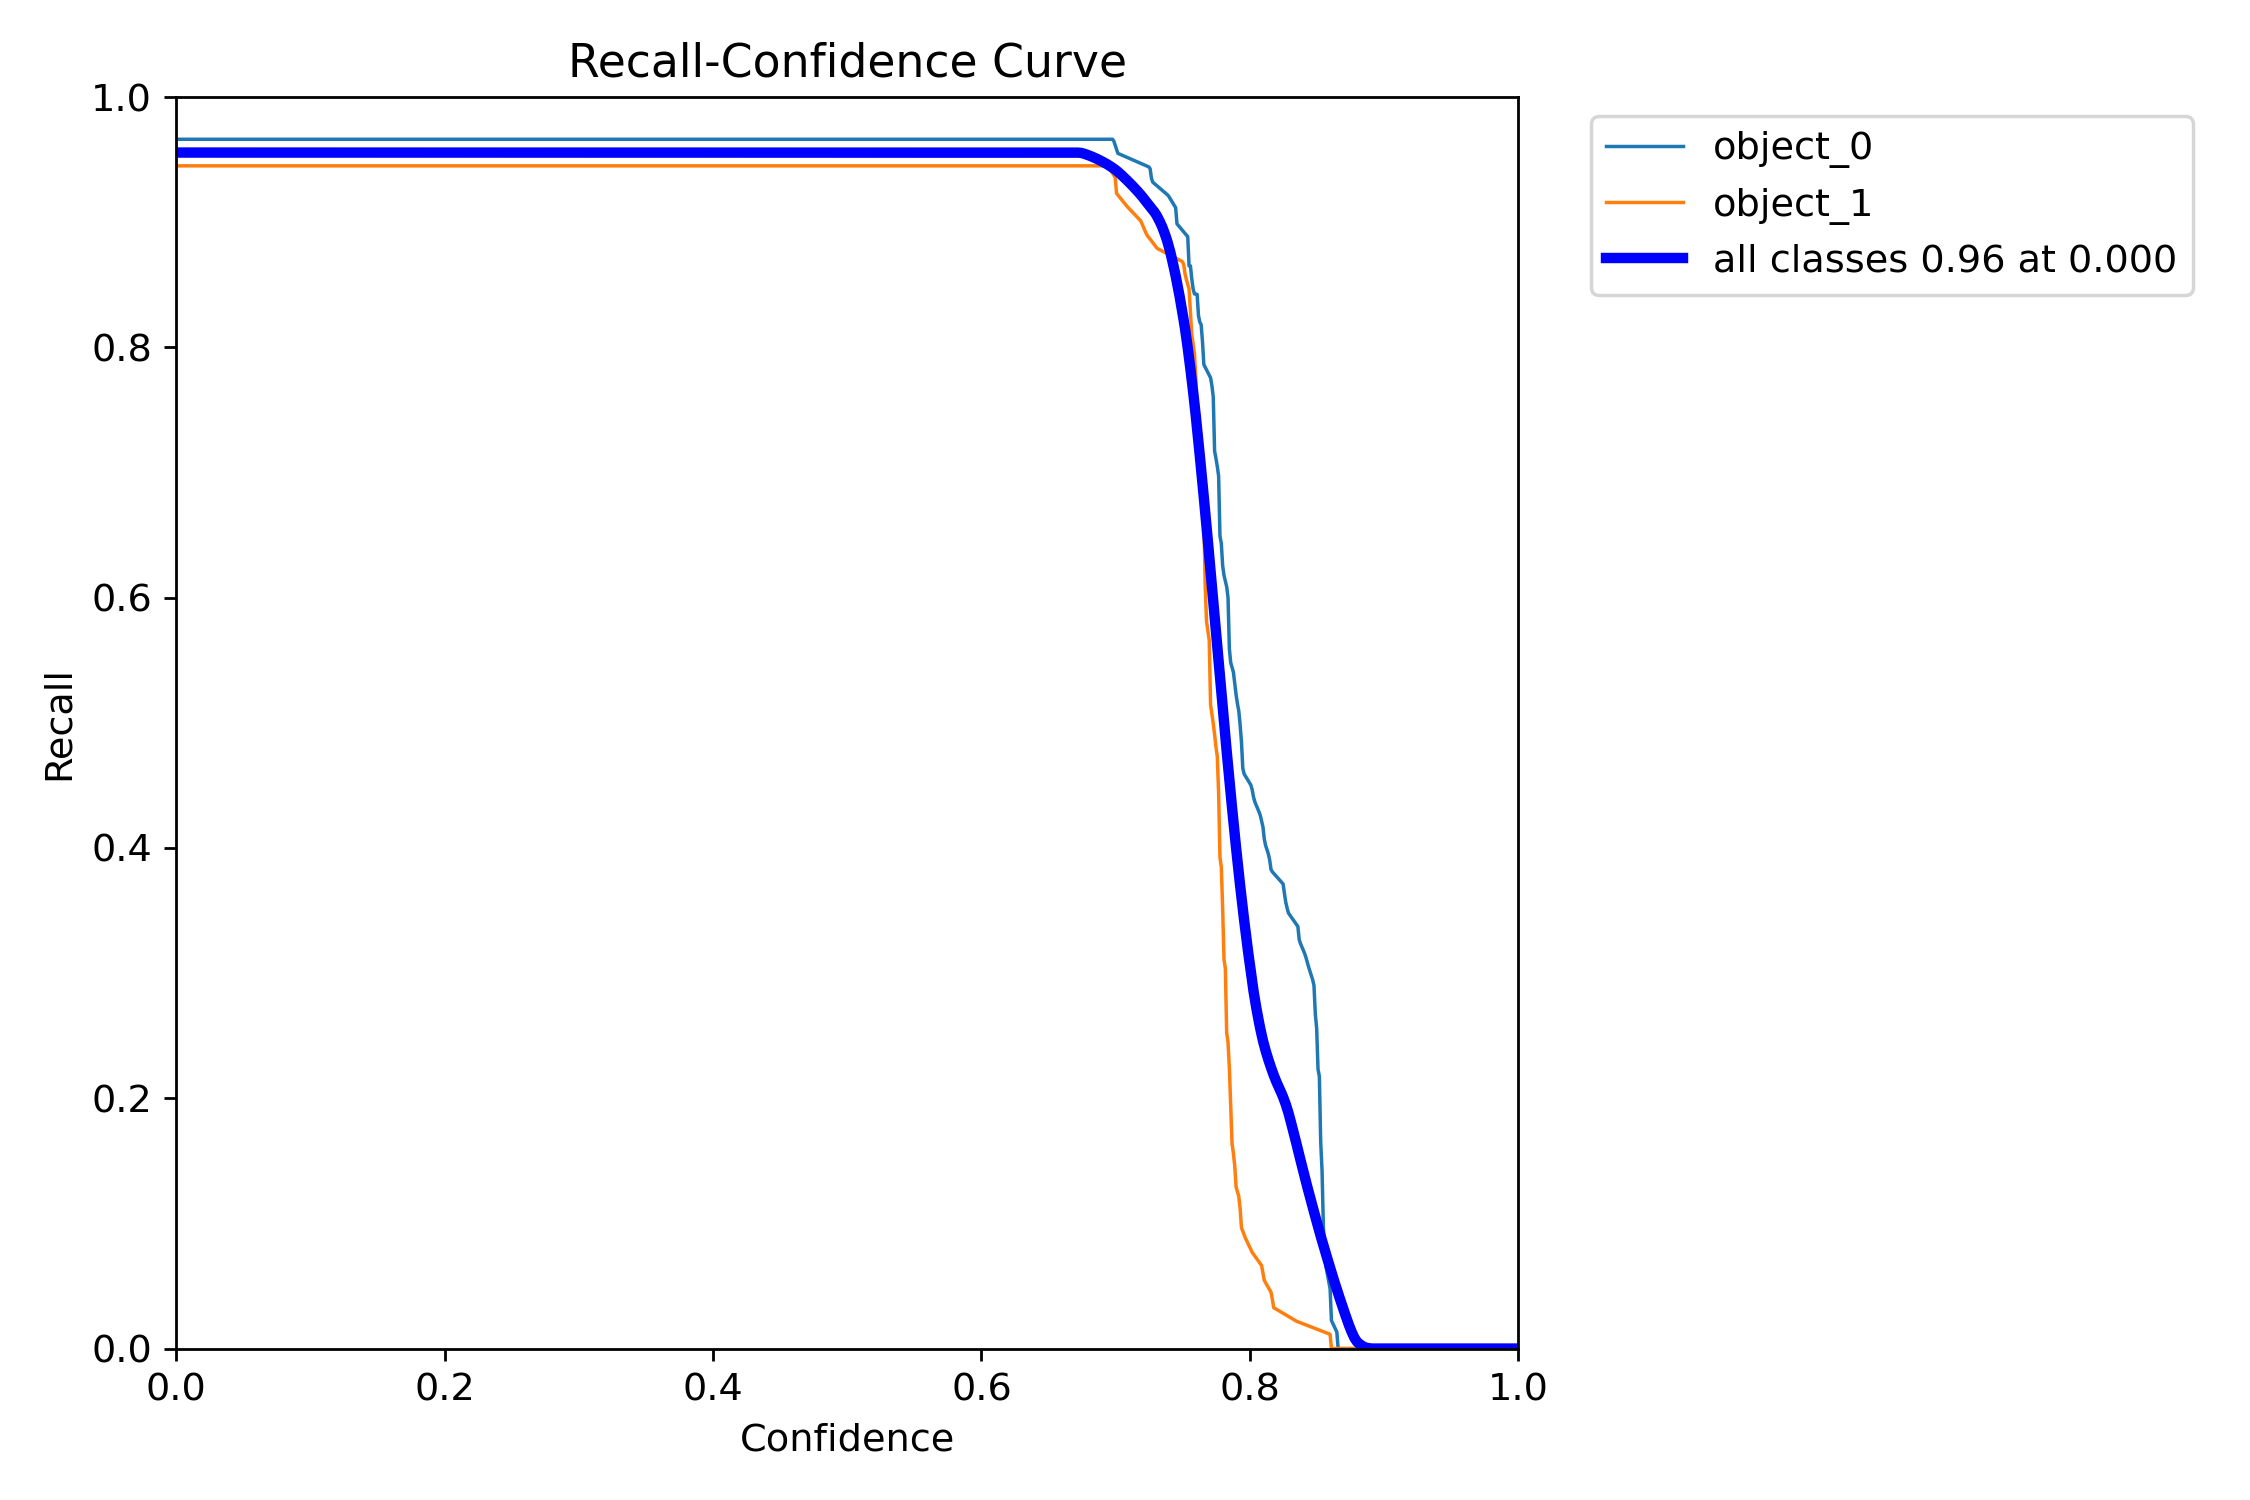 Recall-Confidence Curve
1.0
0.8
0.6
0.4
0.2
0.0
Recall
0.0 0.2 0.4 0.6 0.8 1.0
Confidence
object_0
object_1
all classes 0.96 at 0.000